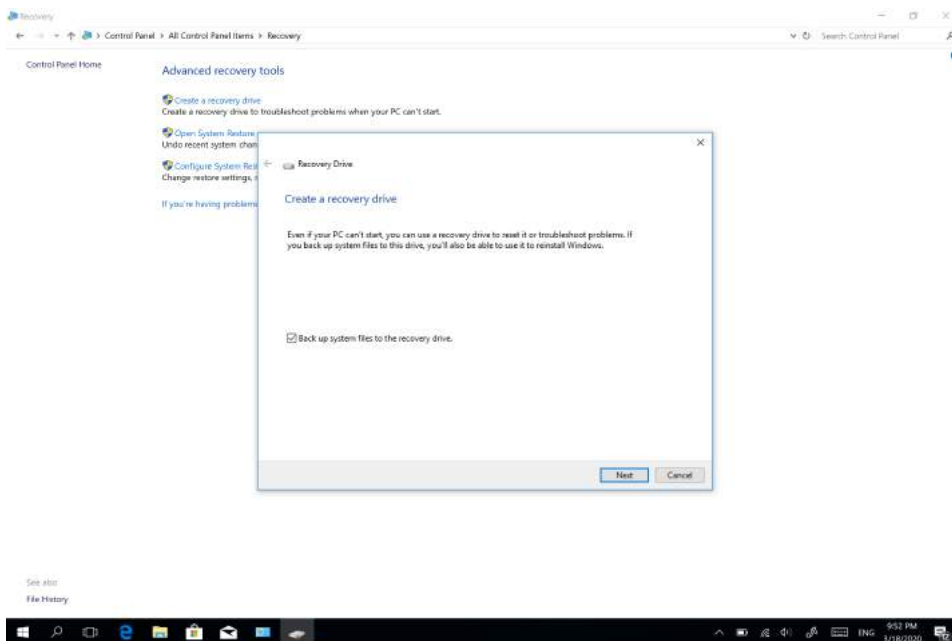 Recovery
Control Panel > All Control Panel Items > Recovery
Search Control Panel
Control Panel Home
Advanced recovery tools
Create a recovery drive
Create a recovery drive to troubleshoot problems when your PC can't start.
Open System Restore
Undo recent system chan
Configure System Res
Change restore settings,
If you're having problems
Recovery Drive
Create a recovery drive
Even if your PC can't start, you can use a recovery drive to reset it or troubleshoot problems. If
you back up system files to this drive, you'll also be able to use it to reinstall Windows.
Back up system files to the recovery drive.
Next
Cancel
See also
File History
ENG
9:52 PM
3/18/2020